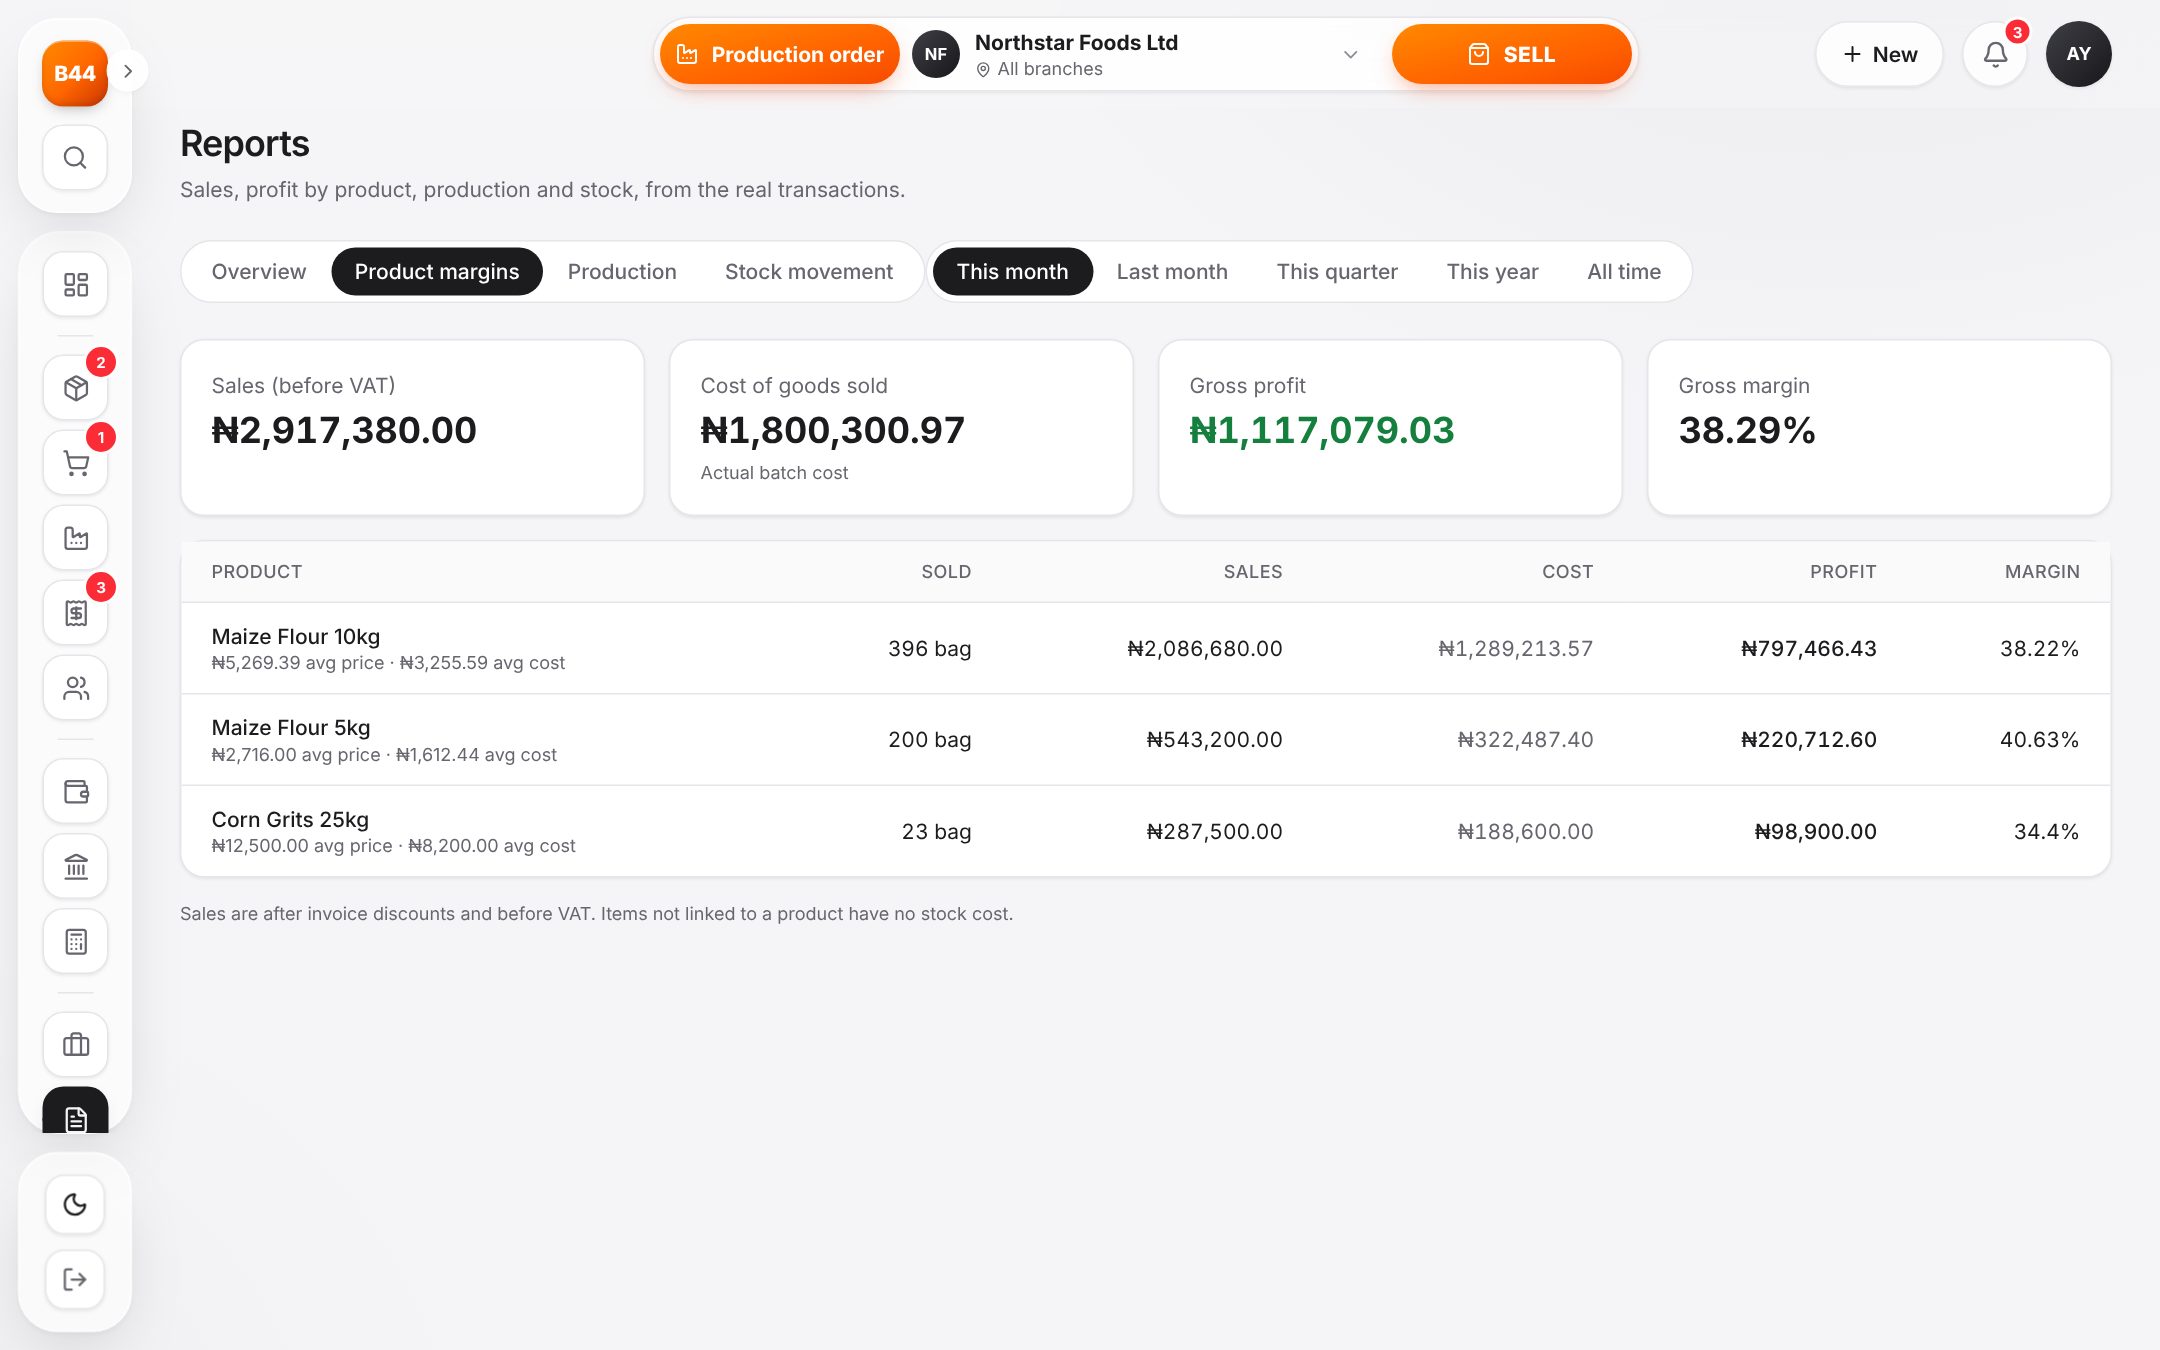 B44
Production order
NF
Northstar Foods Ltd
All branches
SELL
New
3
AY
Reports
Sales, profit by product, production and stock, from the real transactions.
Overview
Product margins
Production
Stock movement
This month
Last month
This quarter
This year
All time
2
1
3
Sales (before VAT)
₦2,917,380.00
Cost of goods sold
₦1,800,300.97
Actual batch cost
Gross profit
₦1,117,079.03
Gross margin
38.29%
PRODUCT SOLD SALES COST PROFIT MARGIN
Maize Flour 10kg
₦5,269.39 avg price · ₦3,255.59 avg cost
396 bag ₦2,086,680.00 ₦1,289,213.57 ₦797,466.43 38.22%
Maize Flour 5kg
₦2,716.00 avg price · ₦1,612.44 avg cost
200 bag ₦543,200.00 ₦322,487.40 ₦220,712.60 40.63%
Corn Grits 25kg
₦12,500.00 avg price · ₦8,200.00 avg cost
23 bag ₦287,500.00 ₦188,600.00 ₦98,900.00 34.4%
Sales are after invoice discounts and before VAT. Items not linked to a product have no stock cost.